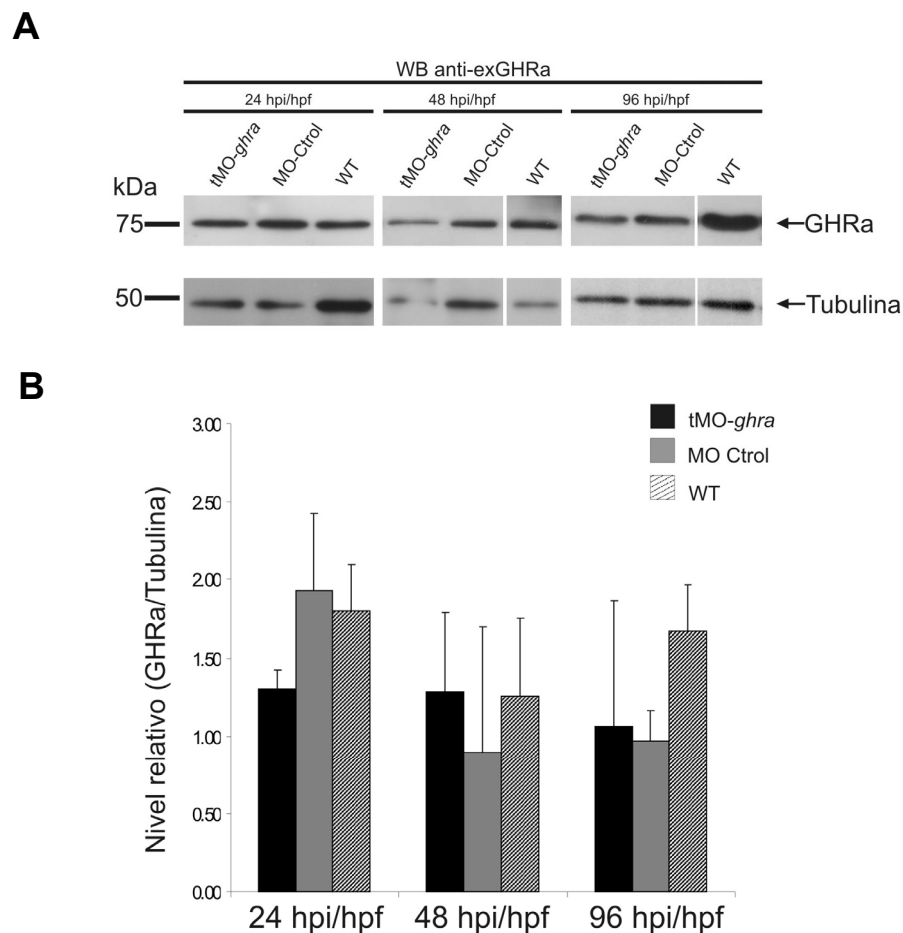 A
WB anti-exGHRa
24 hpi/hpf 48 hpi/hpf 96 hpi/hpf
tMO-ghra MO-Ctrol WT tMO-ghra MO-Ctrol WT tMO-ghra MO-Ctrol WT
kDa
75 GHRa
50 Tubulina
B
tMO-ghra
MO Ctrol
WT
Nivel relativo (GHRa/Tubulina)
3.00
2.50
2.00
1.50
1.00
0.50
0.00
24 hpi/hpf 48 hpi/hpf 96 hpi/hpf